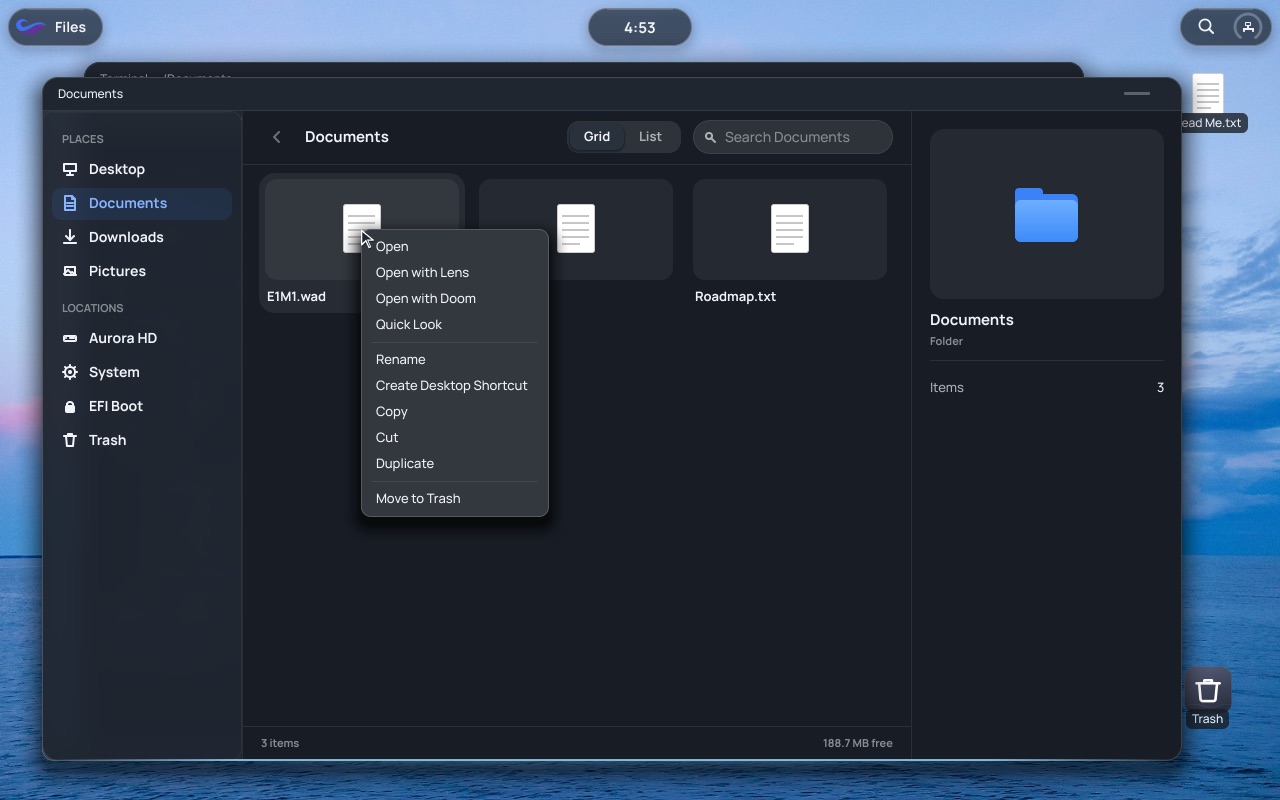 Files
4:53
Documents
PLACES
Desktop
Documents
Downloads
Pictures
LOCATIONS
Aurora HD
System
EFI Boot
Trash
Documents
Grid
List
Search Documents
E1M1.wad
Roadmap.txt
Open
Open with Lens
Open with Doom
Quick Look
Rename
Create Desktop Shortcut
Copy
Cut
Duplicate
Move to Trash
Documents
Folder
Items
3
3 items
188.7 MB free
ead Me.txt
Trash